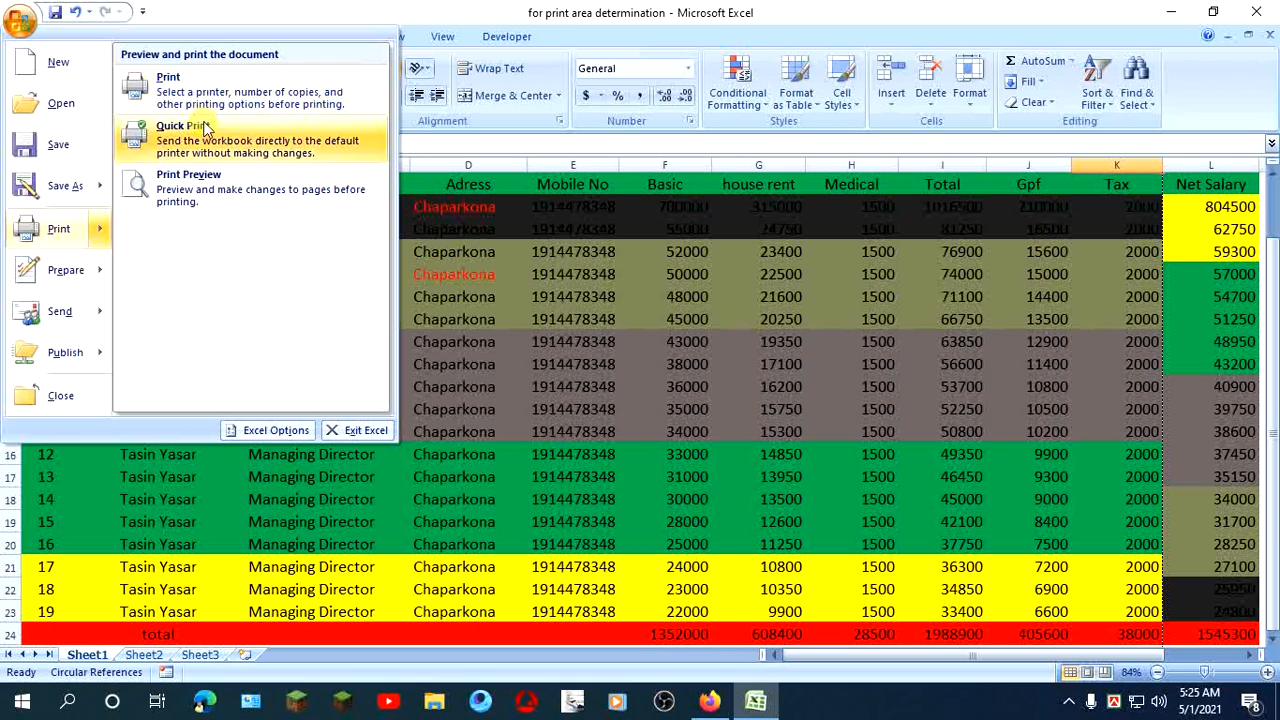 for print area determination - Microsoft Excel
View Developer
New
Open
Save
Save As
Print
Prepare
Send
Publish
Close
Preview and print the document
Print
Select a printer, number of copies, and
other printing options before printing.
Quick Print
Send the workbook directly to the default
printer without making changes.
Print Preview
Preview and make changes to pages before
printing.
Excel Options Exit Excel
Wrap Text
Merge & Center
Alignment
General
$ % ,
Number
Conditional
Formatting
Format
as Table
Cell
Styles
Styles
Insert Delete Format
Cells
AutoSum
Fill
Clear
Sort &
Filter
Find &
Select
Editing
D E F G H I J K L
Adress Mobile No Basic house rent Medical Total Gpf Tax Net Salary
Chaparkona 1914478348 700000 315000 1500 1016500 210000 2000 804500
Chaparkona 1914478348 55000 24750 1500 81250 16500 2000 62750
Chaparkona 1914478348 52000 23400 1500 76900 15600 2000 59300
Chaparkona 1914478348 50000 22500 1500 74000 15000 2000 57000
Chaparkona 1914478348 48000 21600 1500 71100 14400 2000 54700
Chaparkona 1914478348 45000 20250 1500 66750 13500 2000 51250
Chaparkona 1914478348 43000 19350 1500 63850 12900 2000 48950
Chaparkona 1914478348 38000 17100 1500 56600 11400 2000 43200
Chaparkona 1914478348 36000 16200 1500 53700 10800 2000 40900
Chaparkona 1914478348 35000 15750 1500 52250 10500 2000 39750
Chaparkona 1914478348 34000 15300 1500 50800 10200 2000 38600
16 12 Tasin Yasar Managing Director Chaparkona 1914478348 33000 14850 1500 49350 9900 2000 37450
17 13 Tasin Yasar Managing Director Chaparkona 1914478348 31000 13950 1500 46450 9300 2000 35150
18 14 Tasin Yasar Managing Director Chaparkona 1914478348 30000 13500 1500 45000 9000 2000 34000
19 15 Tasin Yasar Managing Director Chaparkona 1914478348 28000 12600 1500 42100 8400 2000 31700
20 16 Tasin Yasar Managing Director Chaparkona 1914478348 25000 11250 1500 37750 7500 2000 28250
21 17 Tasin Yasar Managing Director Chaparkona 1914478348 24000 10800 1500 36300 7200 2000 27100
22 18 Tasin Yasar Managing Director Chaparkona 1914478348 23000 10350 1500 34850 6900 2000 25950
23 19 Tasin Yasar Managing Director Chaparkona 1914478348 22000 9900 1500 33400 6600 2000 24800
24 total 1352000 608400 28500 1988900 405600 38000 1545300
Sheet1 Sheet2 Sheet3
Ready Circular References 84%
5:25 AM
5/1/2021
8